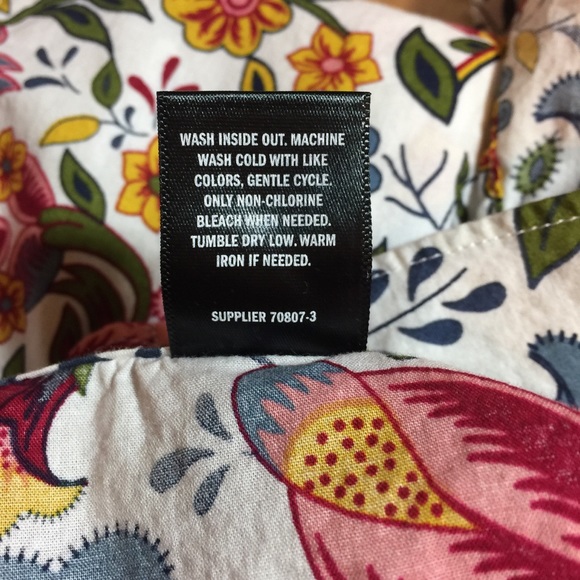 WASH INSIDE OUT. MACHINE
WASH COLD WITH LIKE
COLORS, GENTLE CYCLE.
ONLY NON-CHLORINE
BLEACH WHEN NEEDED.
TUMBLE DRY LOW. WARM
IRON IF NEEDED.
SUPPLIER 70807-3